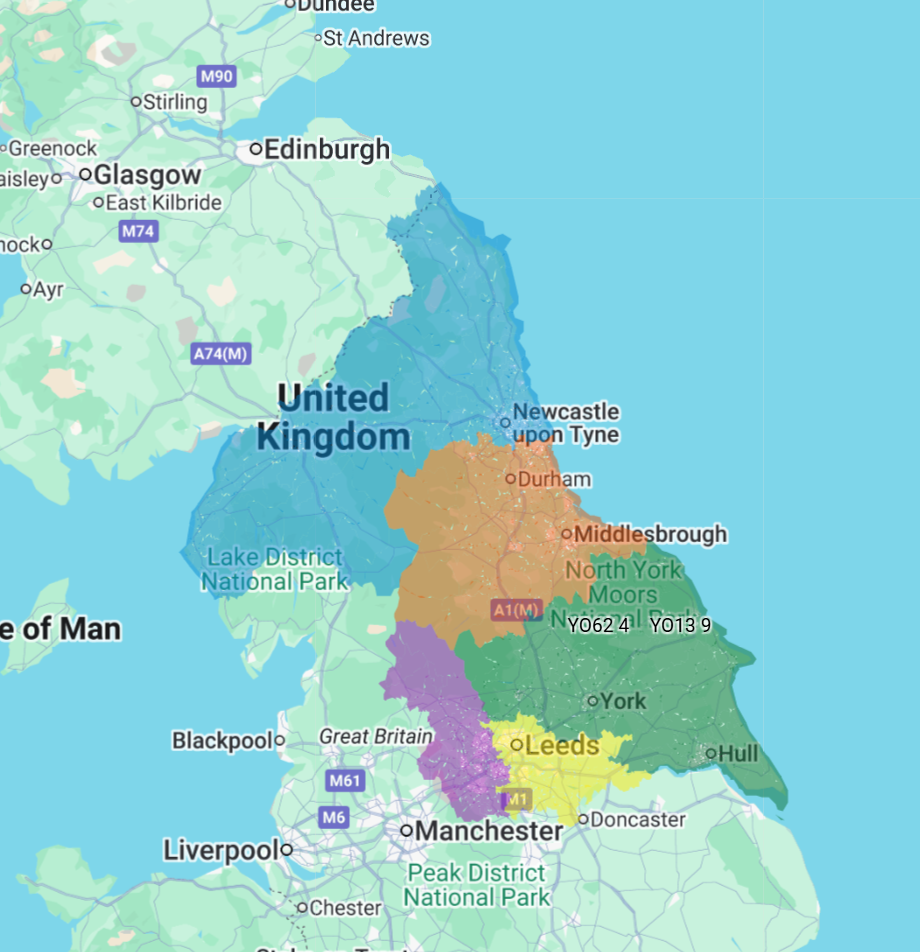 Dundee
St Andrews
M90
Stirling
Greenock
Edinburgh
aisley
Glasgow
East Kilbride
M74
nock
Ayr
A74(M)
United
Kingdom
Newcastle
upon Tyne
Durham
Middlesbrough
Lake District
National Park
North York
Moors
National Park
A1(M)
YO62 4
YO13 9
e of Man
York
Blackpool
Great Britain
Leeds
Hull
M61
M1
M6
Doncaster
Manchester
Liverpool
Peak District
National Park
Chester